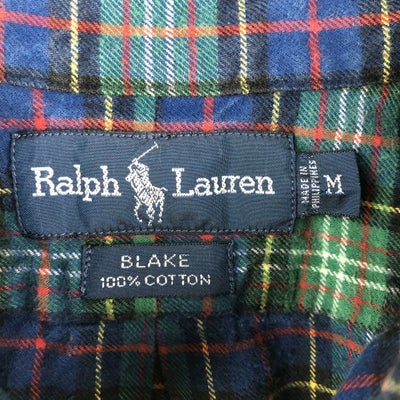 Ralph Lauren
MADE IN
PHILIPPINES
M
BLAKE
100% COTTON